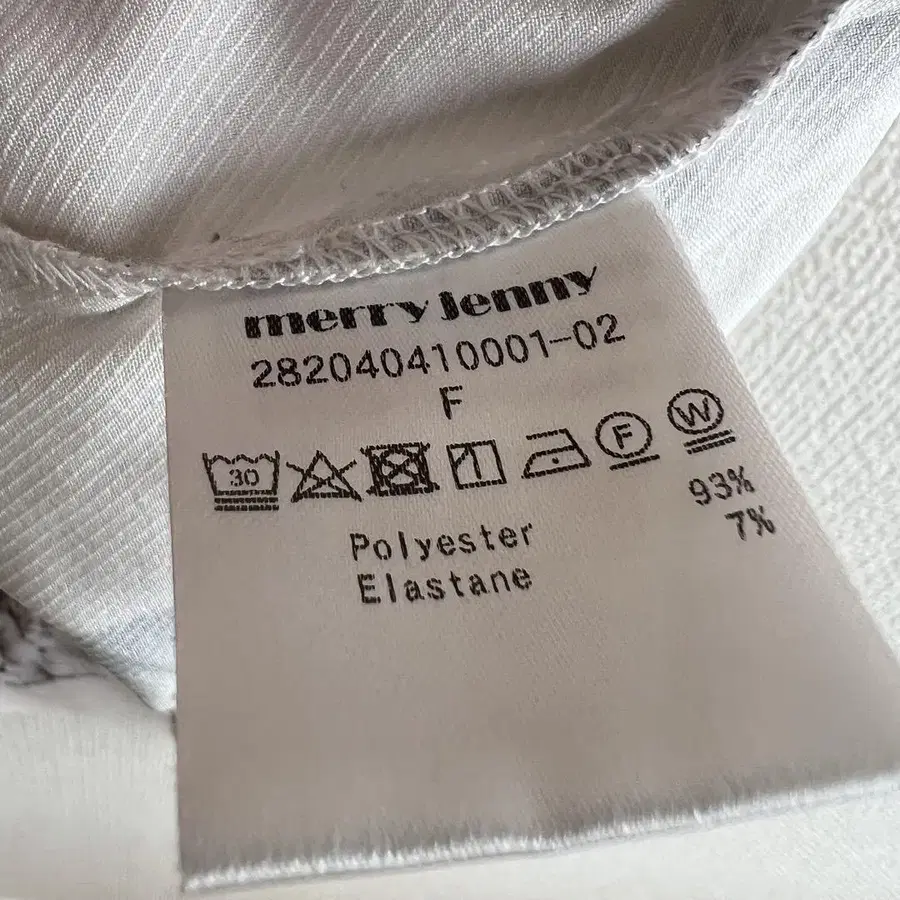 merry jenny
282040410001-02
F
30 F W
Polyester 93%
Elastane 7%